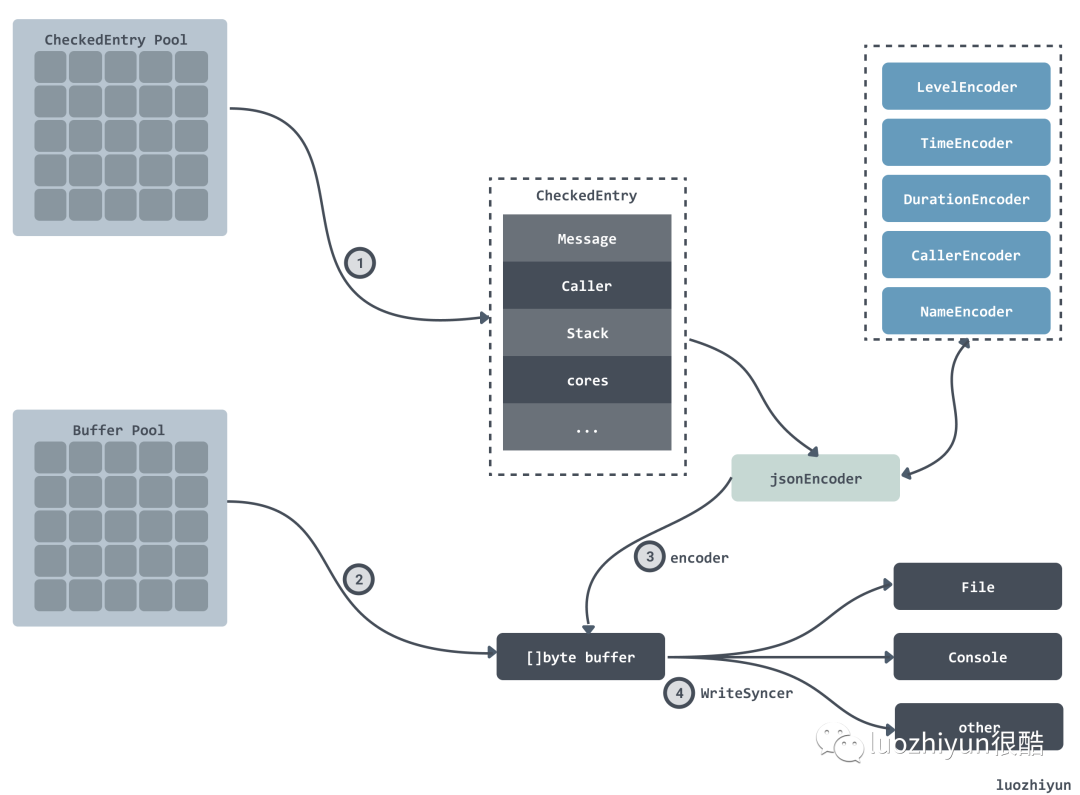 CheckedEntry Pool
1
CheckedEntry
Message
Caller
Stack
cores
...
LevelEncoder
TimeEncoder
DurationEncoder
CallerEncoder
NameEncoder
Buffer Pool
2
jsonEncoder
3 encoder
[]byte buffer
4 WriteSyncer
File
Console
other
luozhiyun很酷
luozhiyun